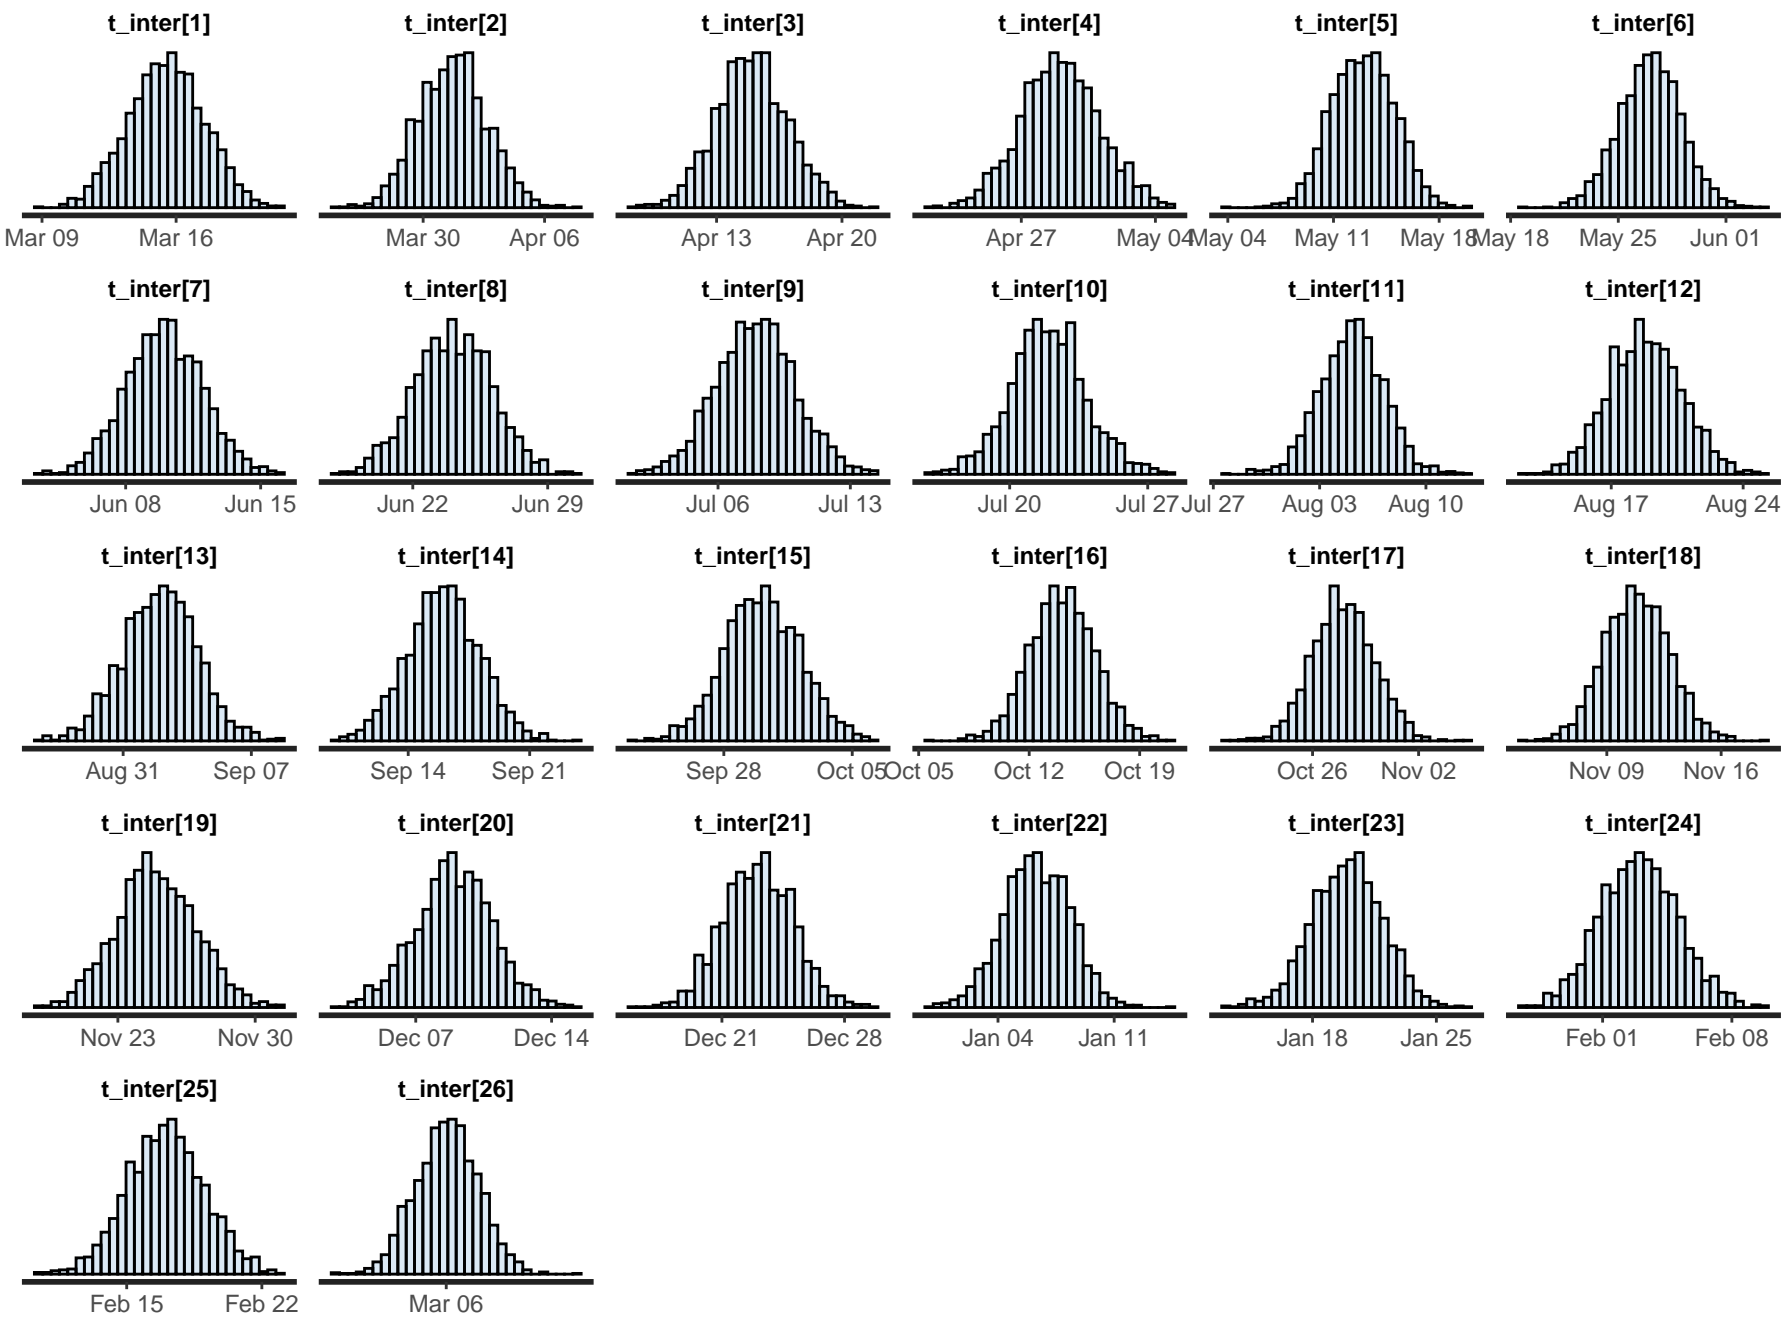 t_inter[1] t_inter[2] t_inter[3] t_inter[4] t_inter[5] t_inter[6]
Mar 09 Mar 16 Mar 30 Apr 06 Apr 13 Apr 20 Apr 27 May 04 May 04 May 11 May 18 May 18 May 25 Jun 01
t_inter[7] t_inter[8] t_inter[9] t_inter[10] t_inter[11] t_inter[12]
Jun 08 Jun 15 Jun 22 Jun 29 Jul 06 Jul 13 Jul 20 Jul 27 Jul 27 Aug 03 Aug 10 Aug 17 Aug 24
t_inter[13] t_inter[14] t_inter[15] t_inter[16] t_inter[17] t_inter[18]
Aug 31 Sep 07 Sep 14 Sep 21 Sep 28 Oct 05 Oct 05 Oct 12 Oct 19 Oct 26 Nov 02 Nov 09 Nov 16
t_inter[19] t_inter[20] t_inter[21] t_inter[22] t_inter[23] t_inter[24]
Nov 23 Nov 30 Dec 07 Dec 14 Dec 21 Dec 28 Jan 04 Jan 11 Jan 18 Jan 25 Feb 01 Feb 08
t_inter[25] t_inter[26]
Feb 15 Feb 22 Mar 06